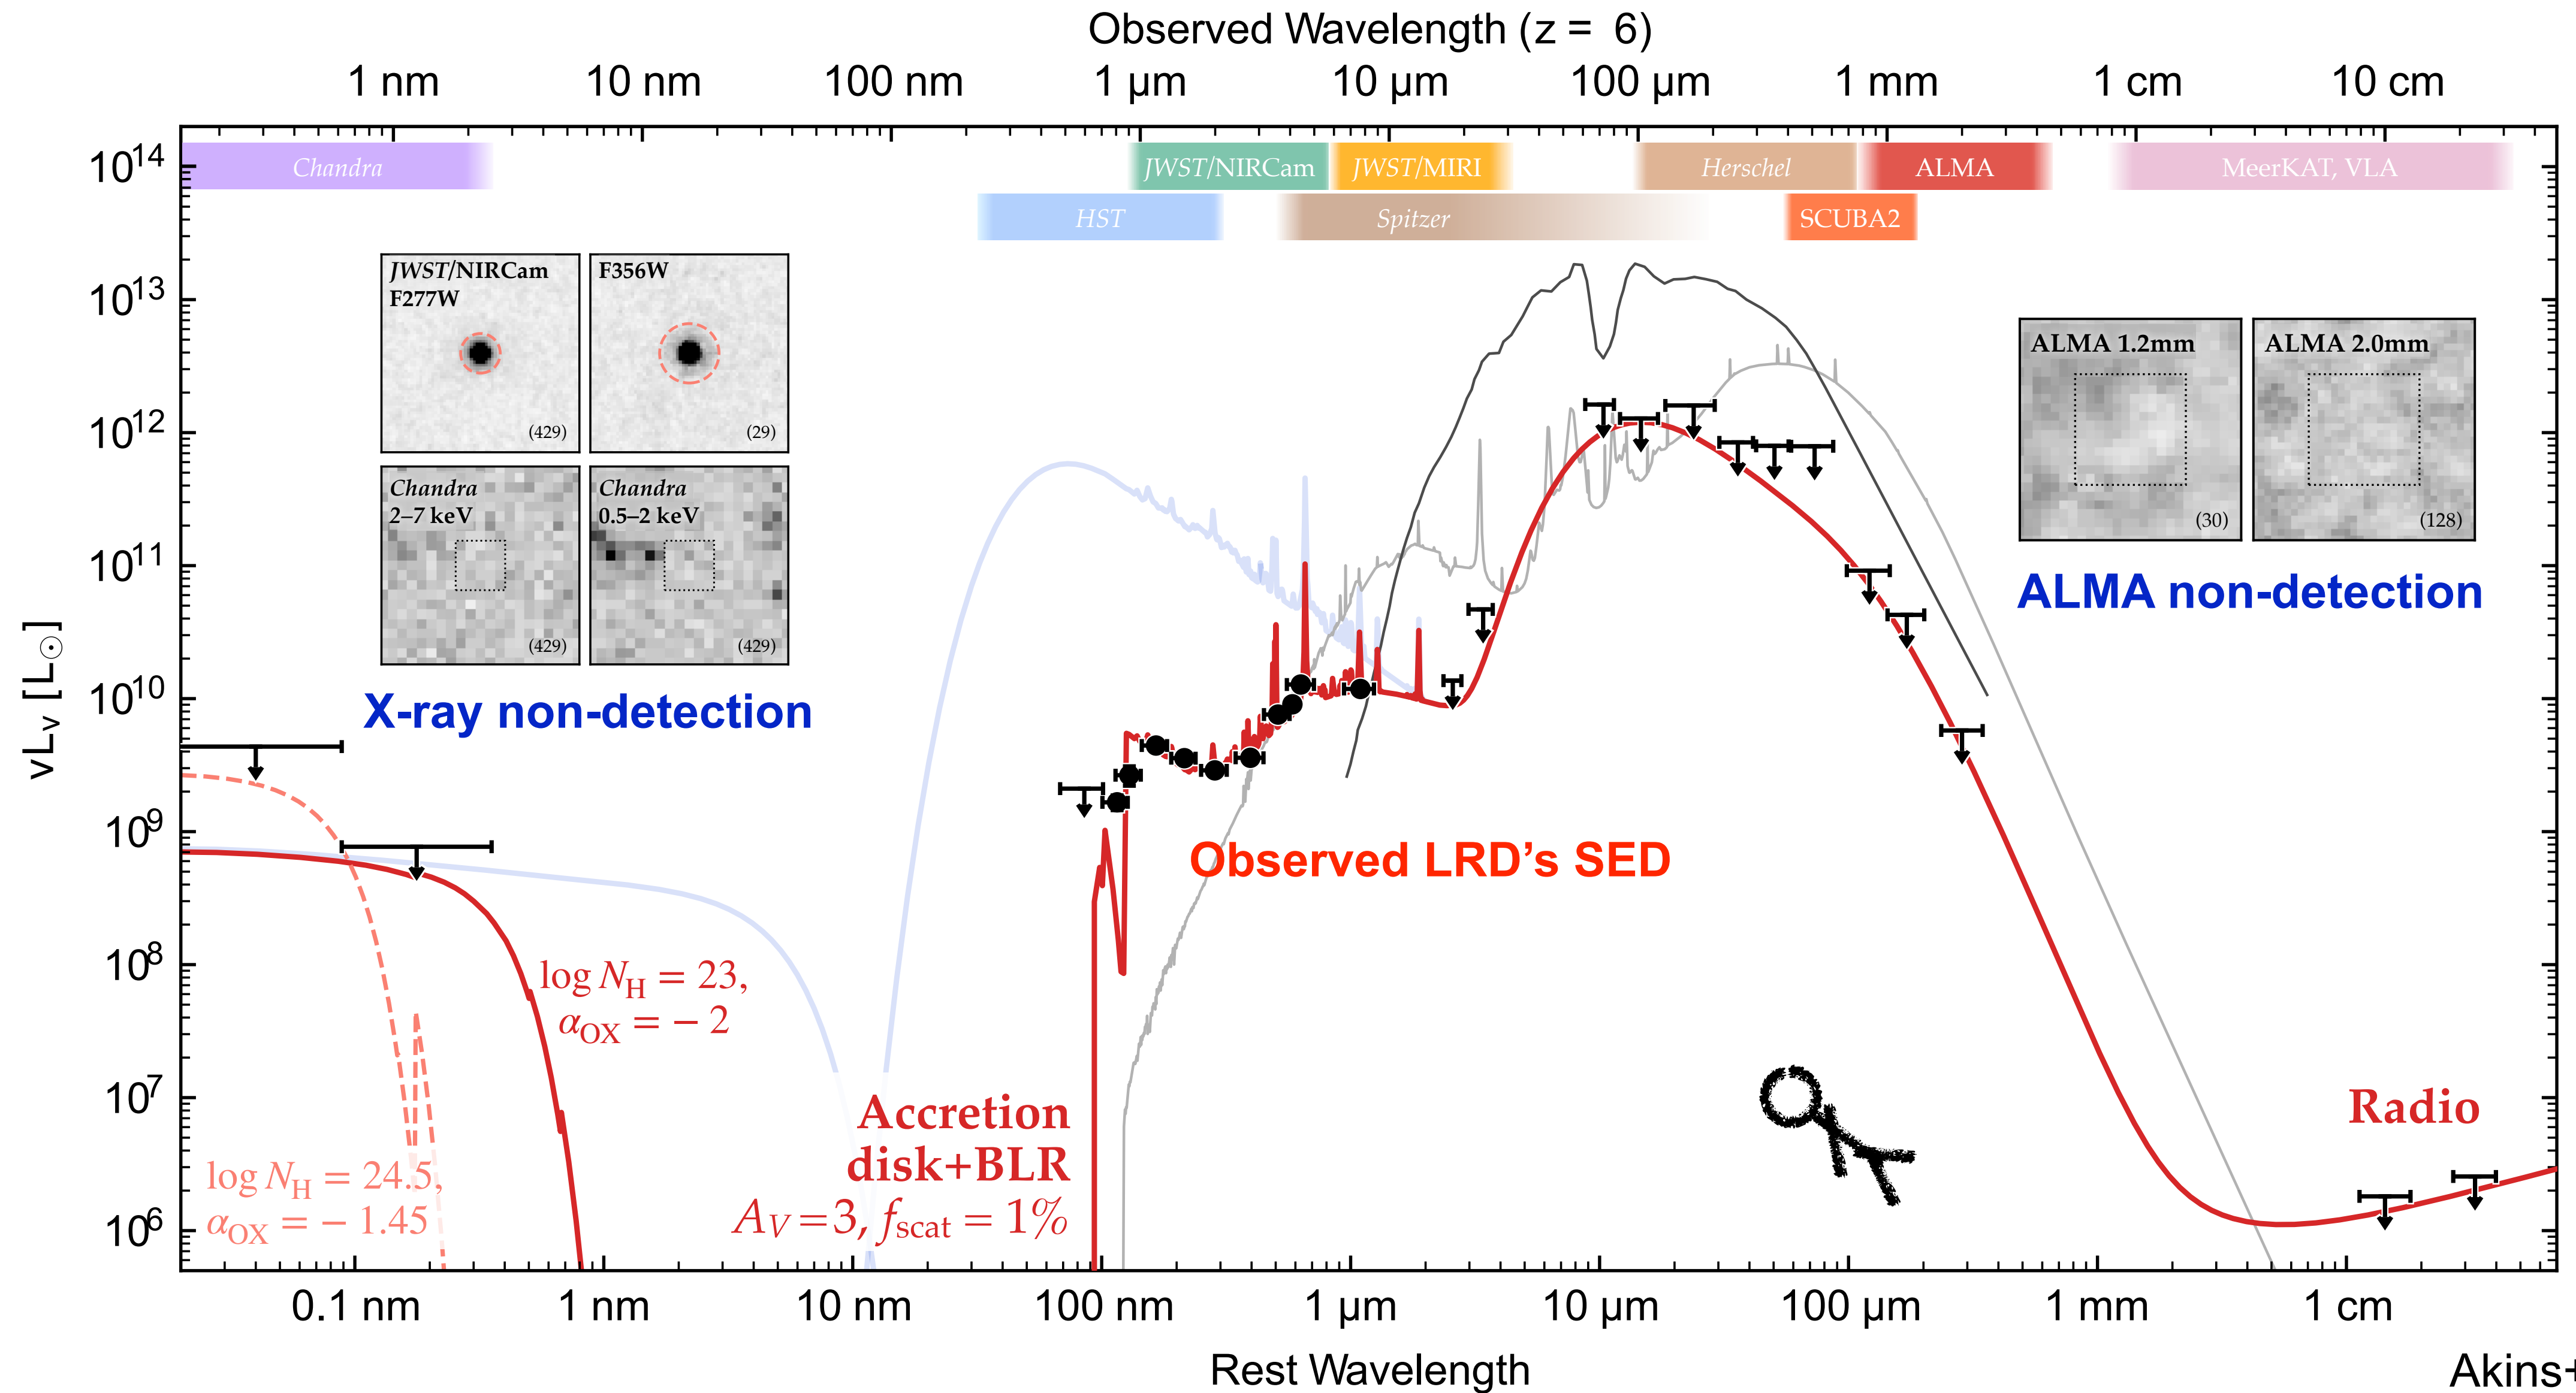 Observed Wavelength (z = 6)
1 nm
10 nm
100 nm
1 μm
10 μm
100 μm
1 mm
1 cm
10 cm
10¹⁴
10¹³
10¹²
10¹¹
10¹⁰
10⁹
10⁸
10⁷
10⁶
νLν [L☉]
Chandra
JWST/NIRCam
JWST/MIRI
Herschel
ALMA
MeerKAT, VLA
HST
Spitzer
SCUBA2
JWST/NIRCam
F277W
(429)
F356W
(29)
Chandra
2–7 keV
(429)
Chandra
0.5–2 keV
(429)
X-ray non-detection
ALMA 1.2mm
(30)
ALMA 2.0mm
(128)
ALMA non-detection
Observed LRD’s SED
log N_H = 23,
α_OX = − 2
log N_H = 24.5,
α_OX = − 1.45
Accretion
disk+BLR
A_V=3, f_scat = 1%
Radio
0.1 nm
1 nm
10 nm
100 nm
1 μm
10 μm
100 μm
1 mm
1 cm
Rest Wavelength
Akins+